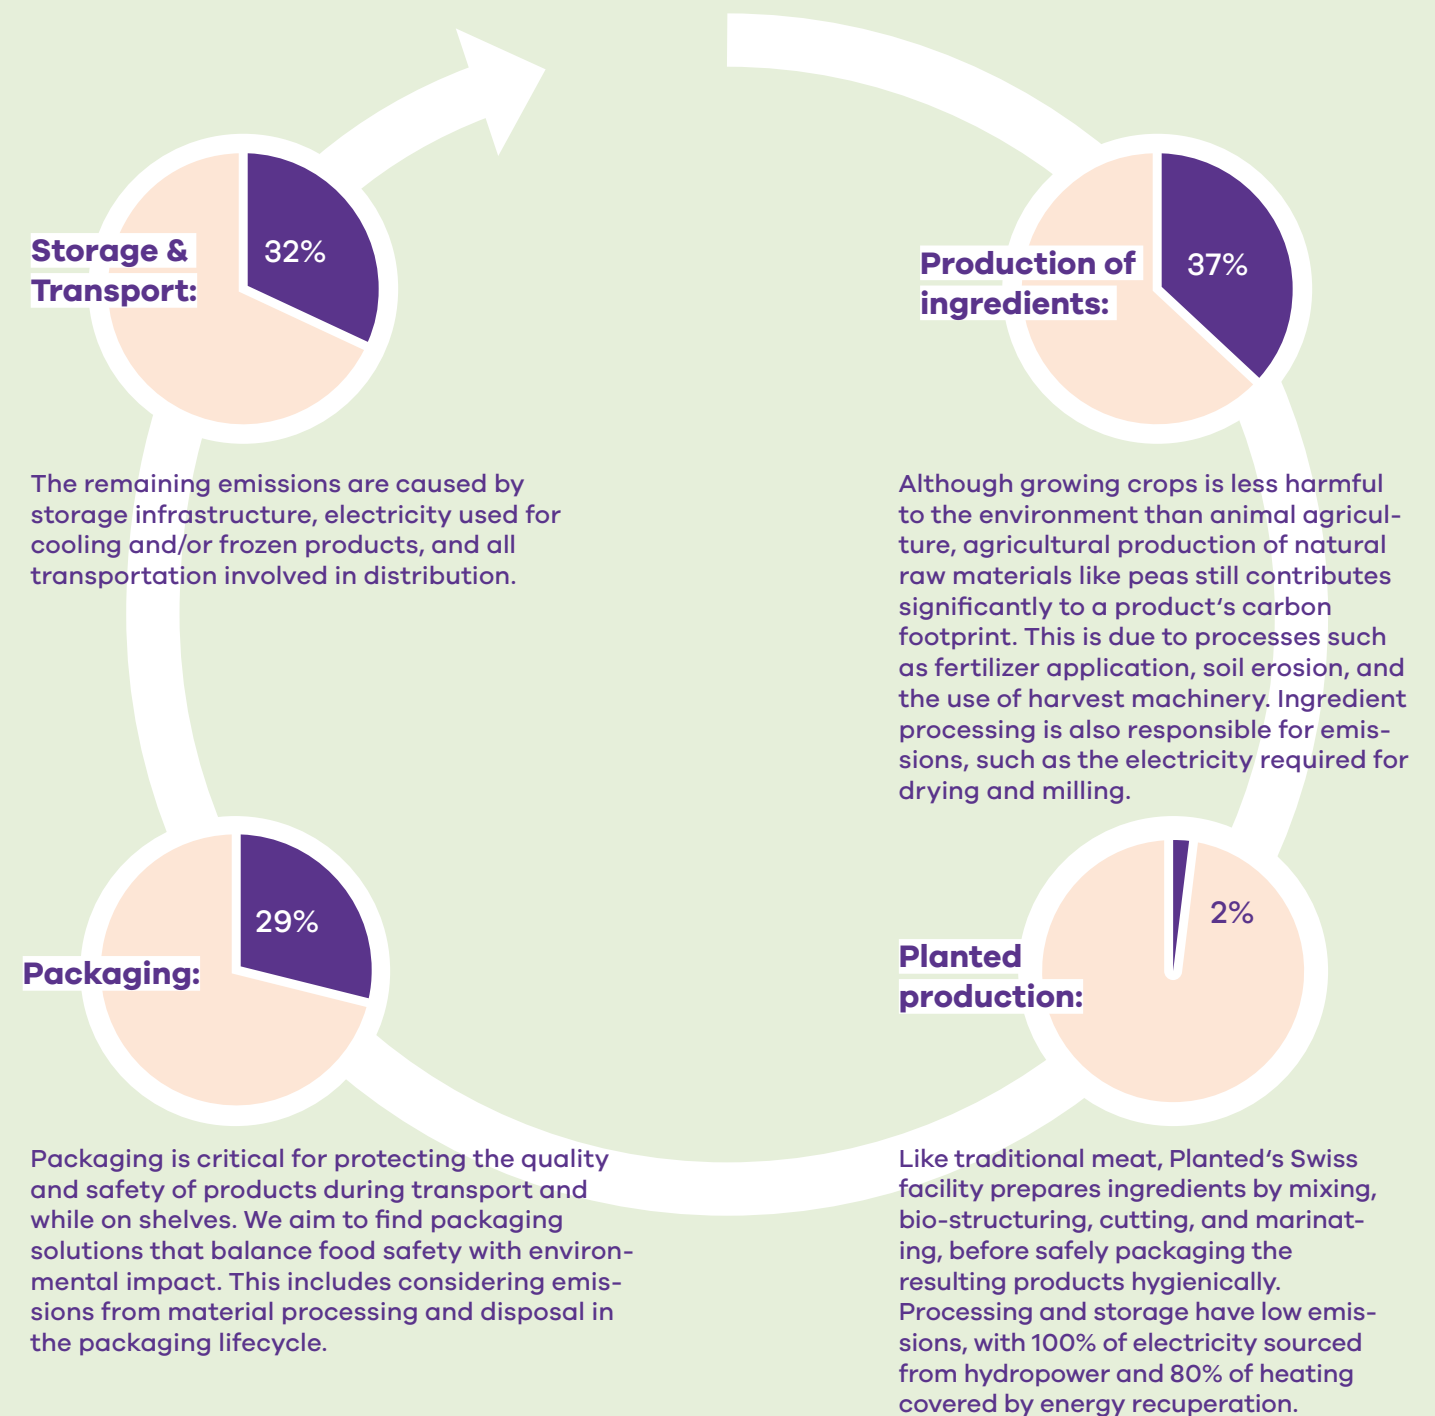 Storage &
Transport:
32%
The remaining emissions are caused by
storage infrastructure, electricity used for
cooling and/or frozen products, and all
transportation involved in distribution.
Production of
ingredients:
37%
Although growing crops is less harmful
to the environment than animal agricul-
ture, agricultural production of natural
raw materials like peas still contributes
significantly to a product‘s carbon
footprint. This is due to processes such
as fertilizer application, soil erosion, and
the use of harvest machinery. Ingredient
processing is also responsible for emis-
sions, such as the electricity required for
drying and milling.
Packaging:
29%
Packaging is critical for protecting the quality
and safety of products during transport and
while on shelves. We aim to find packaging
solutions that balance food safety with environ-
mental impact. This includes considering emis-
sions from material processing and disposal in
the packaging lifecycle.
Planted
production:
2%
Like traditional meat, Planted‘s Swiss
facility prepares ingredients by mixing,
bio-structuring, cutting, and marinat-
ing, before safely packaging the
resulting products hygienically.
Processing and storage have low emis-
sions, with 100% of electricity sourced
from hydropower and 80% of heating
covered by energy recuperation.